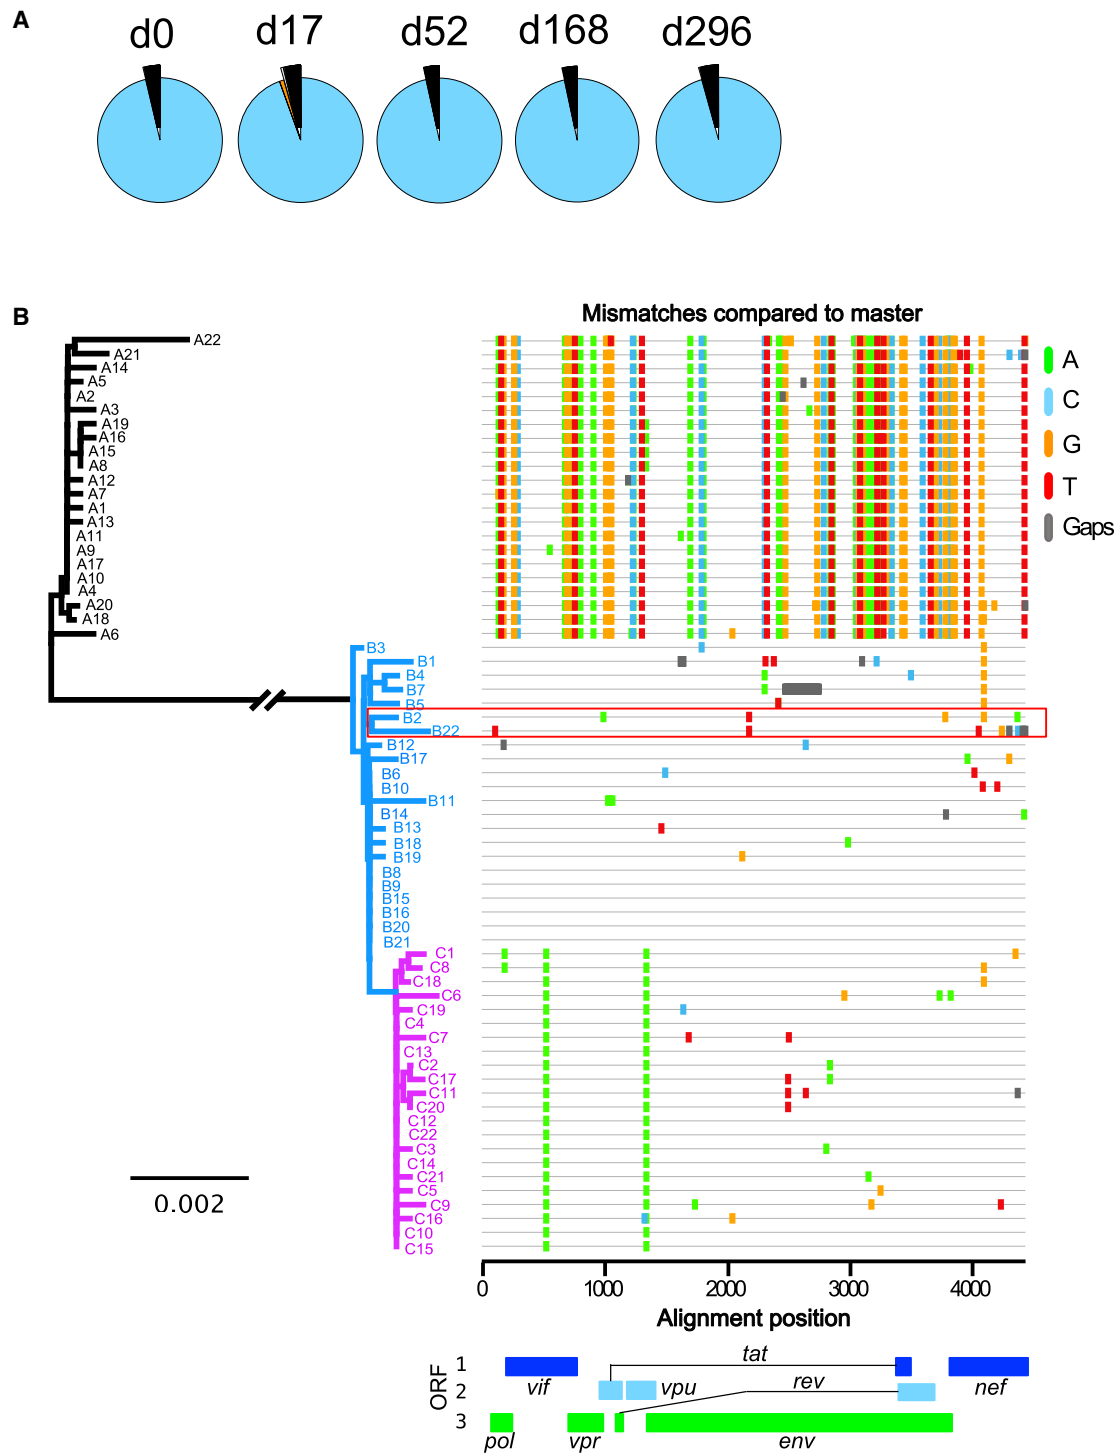 A
d0 d17 d52 d168 d296
B
Mismatches compared to master
A22
A21
A14
A5
A2
A3
A19
A16
A15
A8
A12
A7
A1
A13
A11
A9
A17
A10
A4
A20
A18
A6
B3
B1
B4
B7
B5
B2
B22
B12
B17
B6
B10
B11
B14
B13
B18
B19
B8
B9
B15
B16
B20
B21
C1
C8
C18
C6
C19
C4
C7
C13
C2
C17
C11
C20
C12
C22
C3
C14
C21
C5
C9
C16
C10
C15
A
C
G
T
Gaps
0.002
0 1000 2000 3000 4000
Alignment position
ORF
1
2
3
tat
vif
vpu
rev
nef
pol
vpr
env